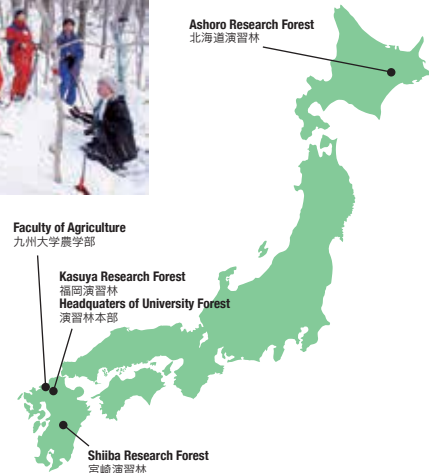 Ashoro Research Forest
北海道演習林
Faculty of Agriculture
九州大学農学部
Kasuya Research Forest
福岡演習林
Headquaters of University Forest
演習林本部
Shiiba Research Forest
宮崎演習林